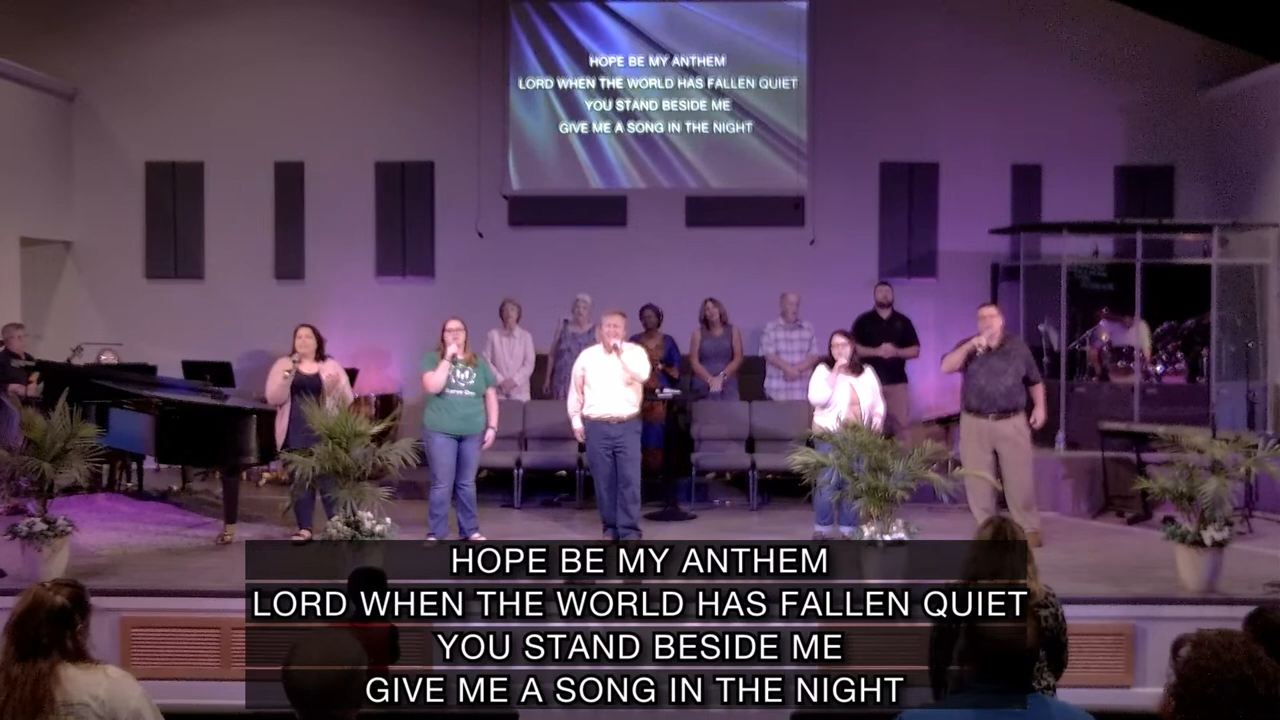 HOPE BE MY ANTHEM
LORD WHEN THE WORLD HAS FALLEN QUIET
YOU STAND BESIDE ME
GIVE ME A SONG IN THE NIGHT
HOPE BE MY ANTHEM
LORD WHEN THE WORLD HAS FALLEN QUIET
YOU STAND BESIDE ME
GIVE ME A SONG IN THE NIGHT